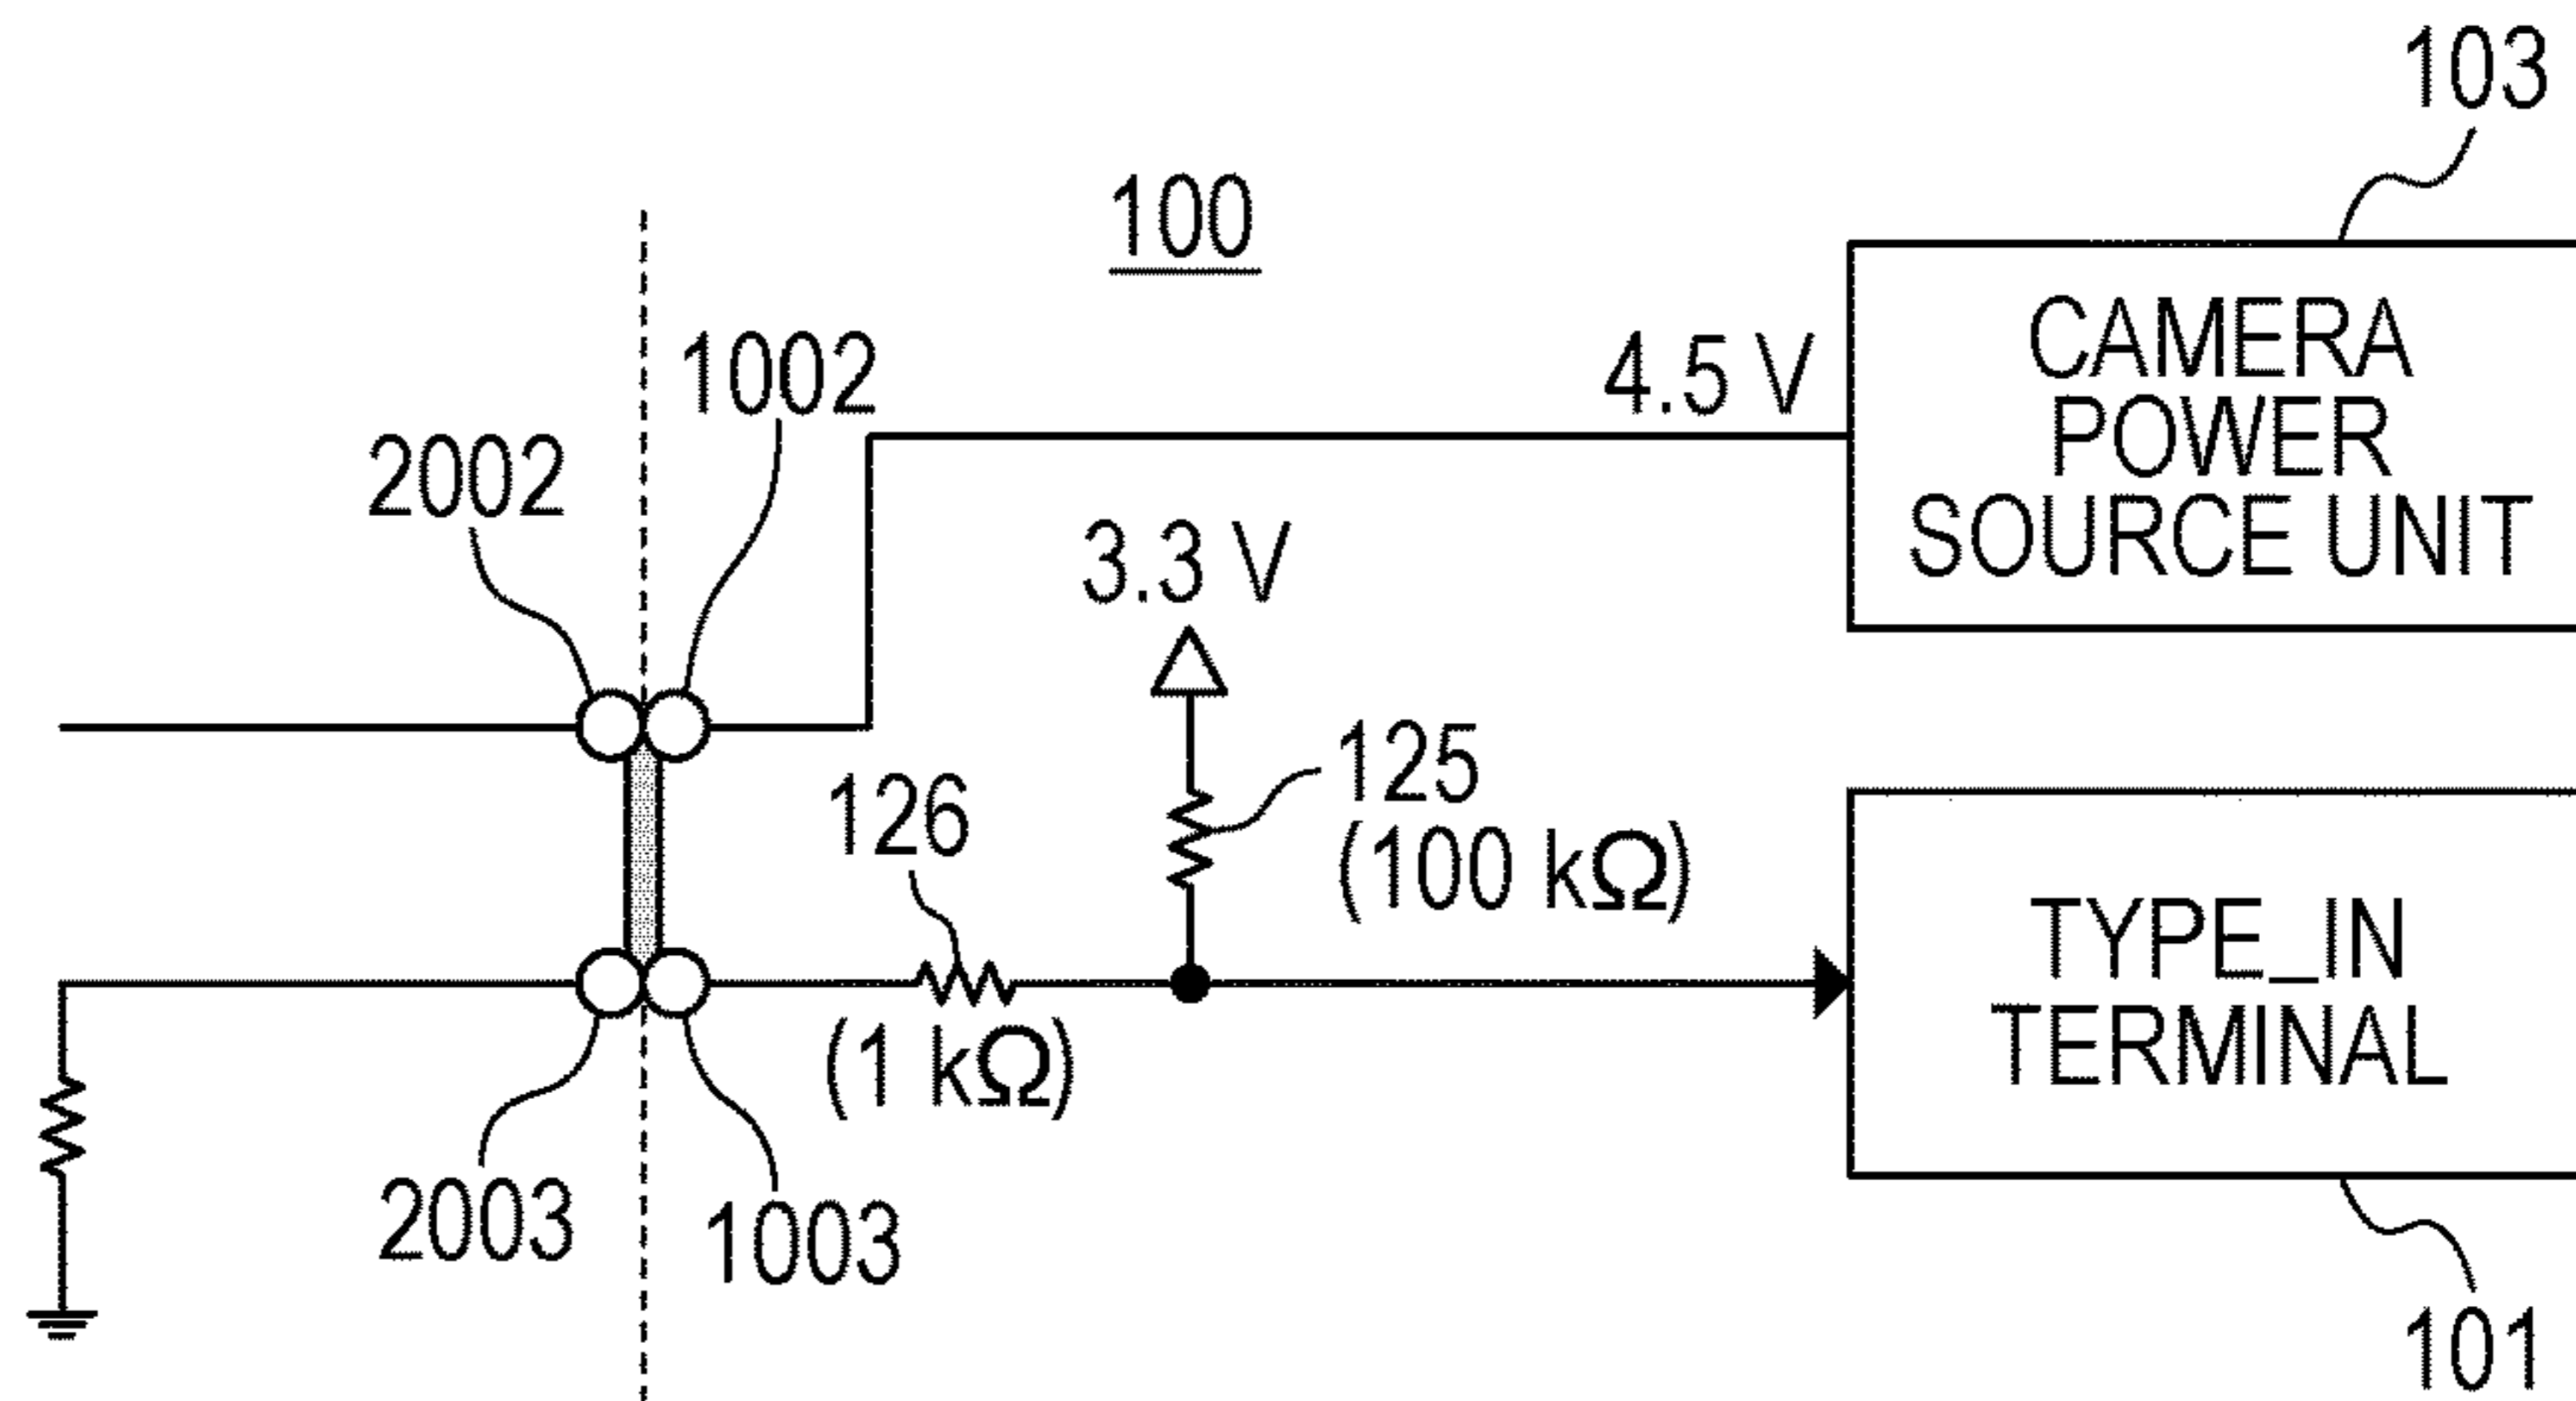 103
100
1002
4.5 V
CAMERA
POWER
SOURCE UNIT
2002
3.3 V
125
(100 kΩ)
126
(1 kΩ)
TYPE_IN
TERMINAL
2003
1003
101